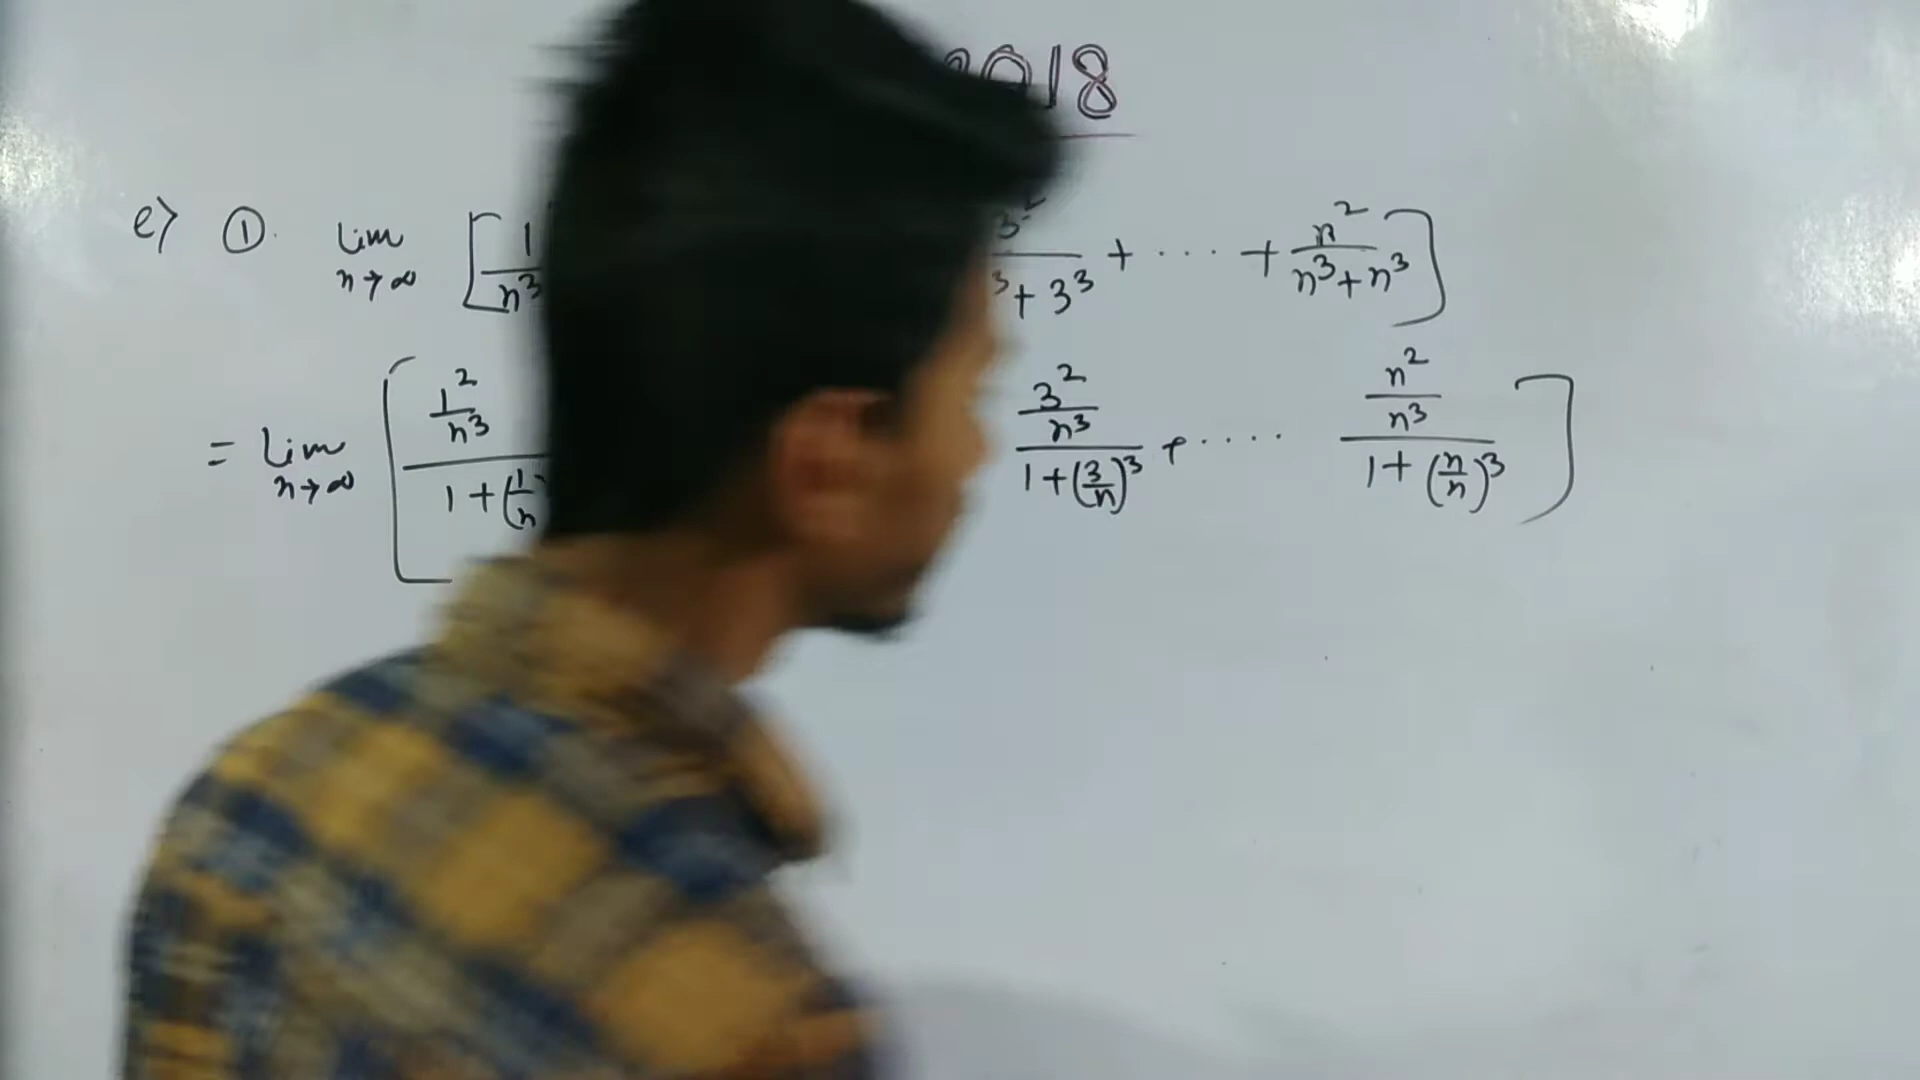 2018
e) ① lim n→∞ [ 1 / n³ 3² / ³+3³ + .... + n² / n³+n³ ]
= lim n→∞ [ 1²/n³ / 1+(1/n 3²/n³ / 1+(3/n)³ + ..... n²/n³ / 1+(n/n)³ ]